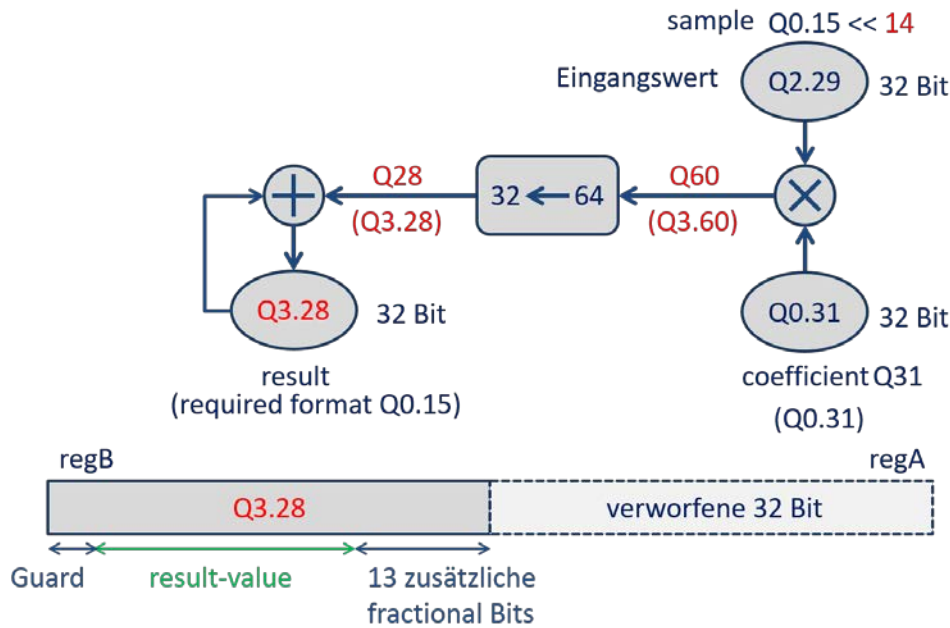 sample Q0.15 << 14
Eingangswert
Q2.29
32 Bit
Q28
(Q3.28)
32 ← 64
Q60
(Q3.60)
Q3.28
32 Bit
Q0.31
32 Bit
result
(required format Q0.15)
coefficient Q31
(Q0.31)
regB
regA
Q3.28
verworfene 32 Bit
Guard
result-value
13 zusätzliche
fractional Bits